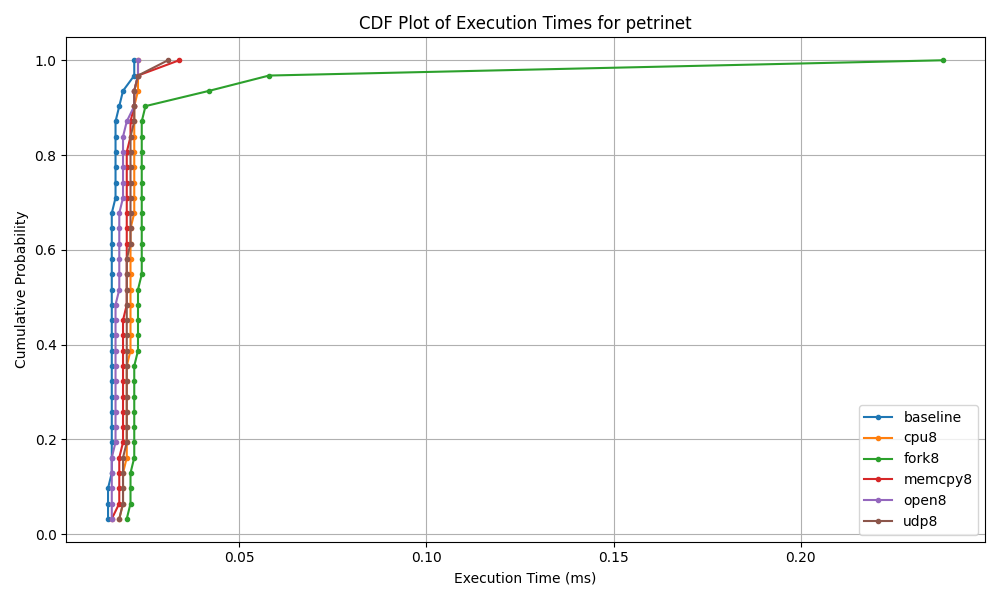 CDF Plot of Execution Times for petrinet
Cumulative Probability
1.0
0.8
0.6
0.4
0.2
0.0
0.05
0.10
0.15
0.20
Execution Time (ms)
baseline
cpu8
fork8
memcpy8
open8
udp8